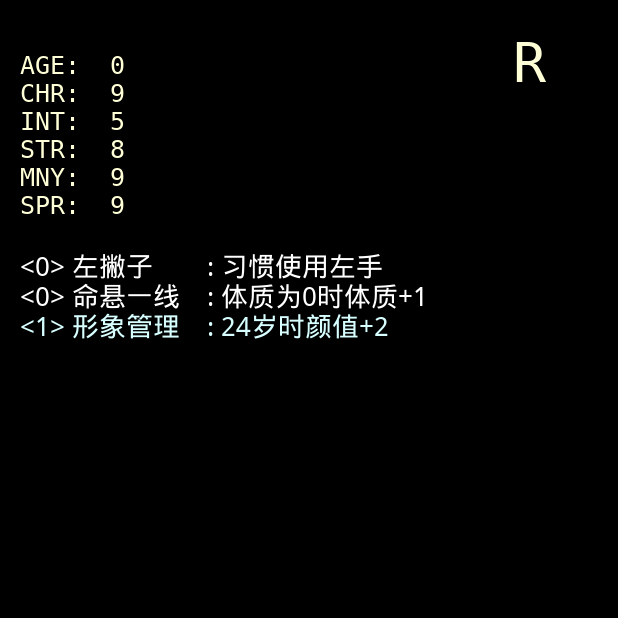 R
AGE: 0
CHR: 9
INT: 5
STR: 8
MNY: 9
SPR: 9
<0> 左撇子 : 习惯使用左手
<0> 命悬一线 : 体质为0时体质+1
<1> 形象管理 : 24岁时颜值+2